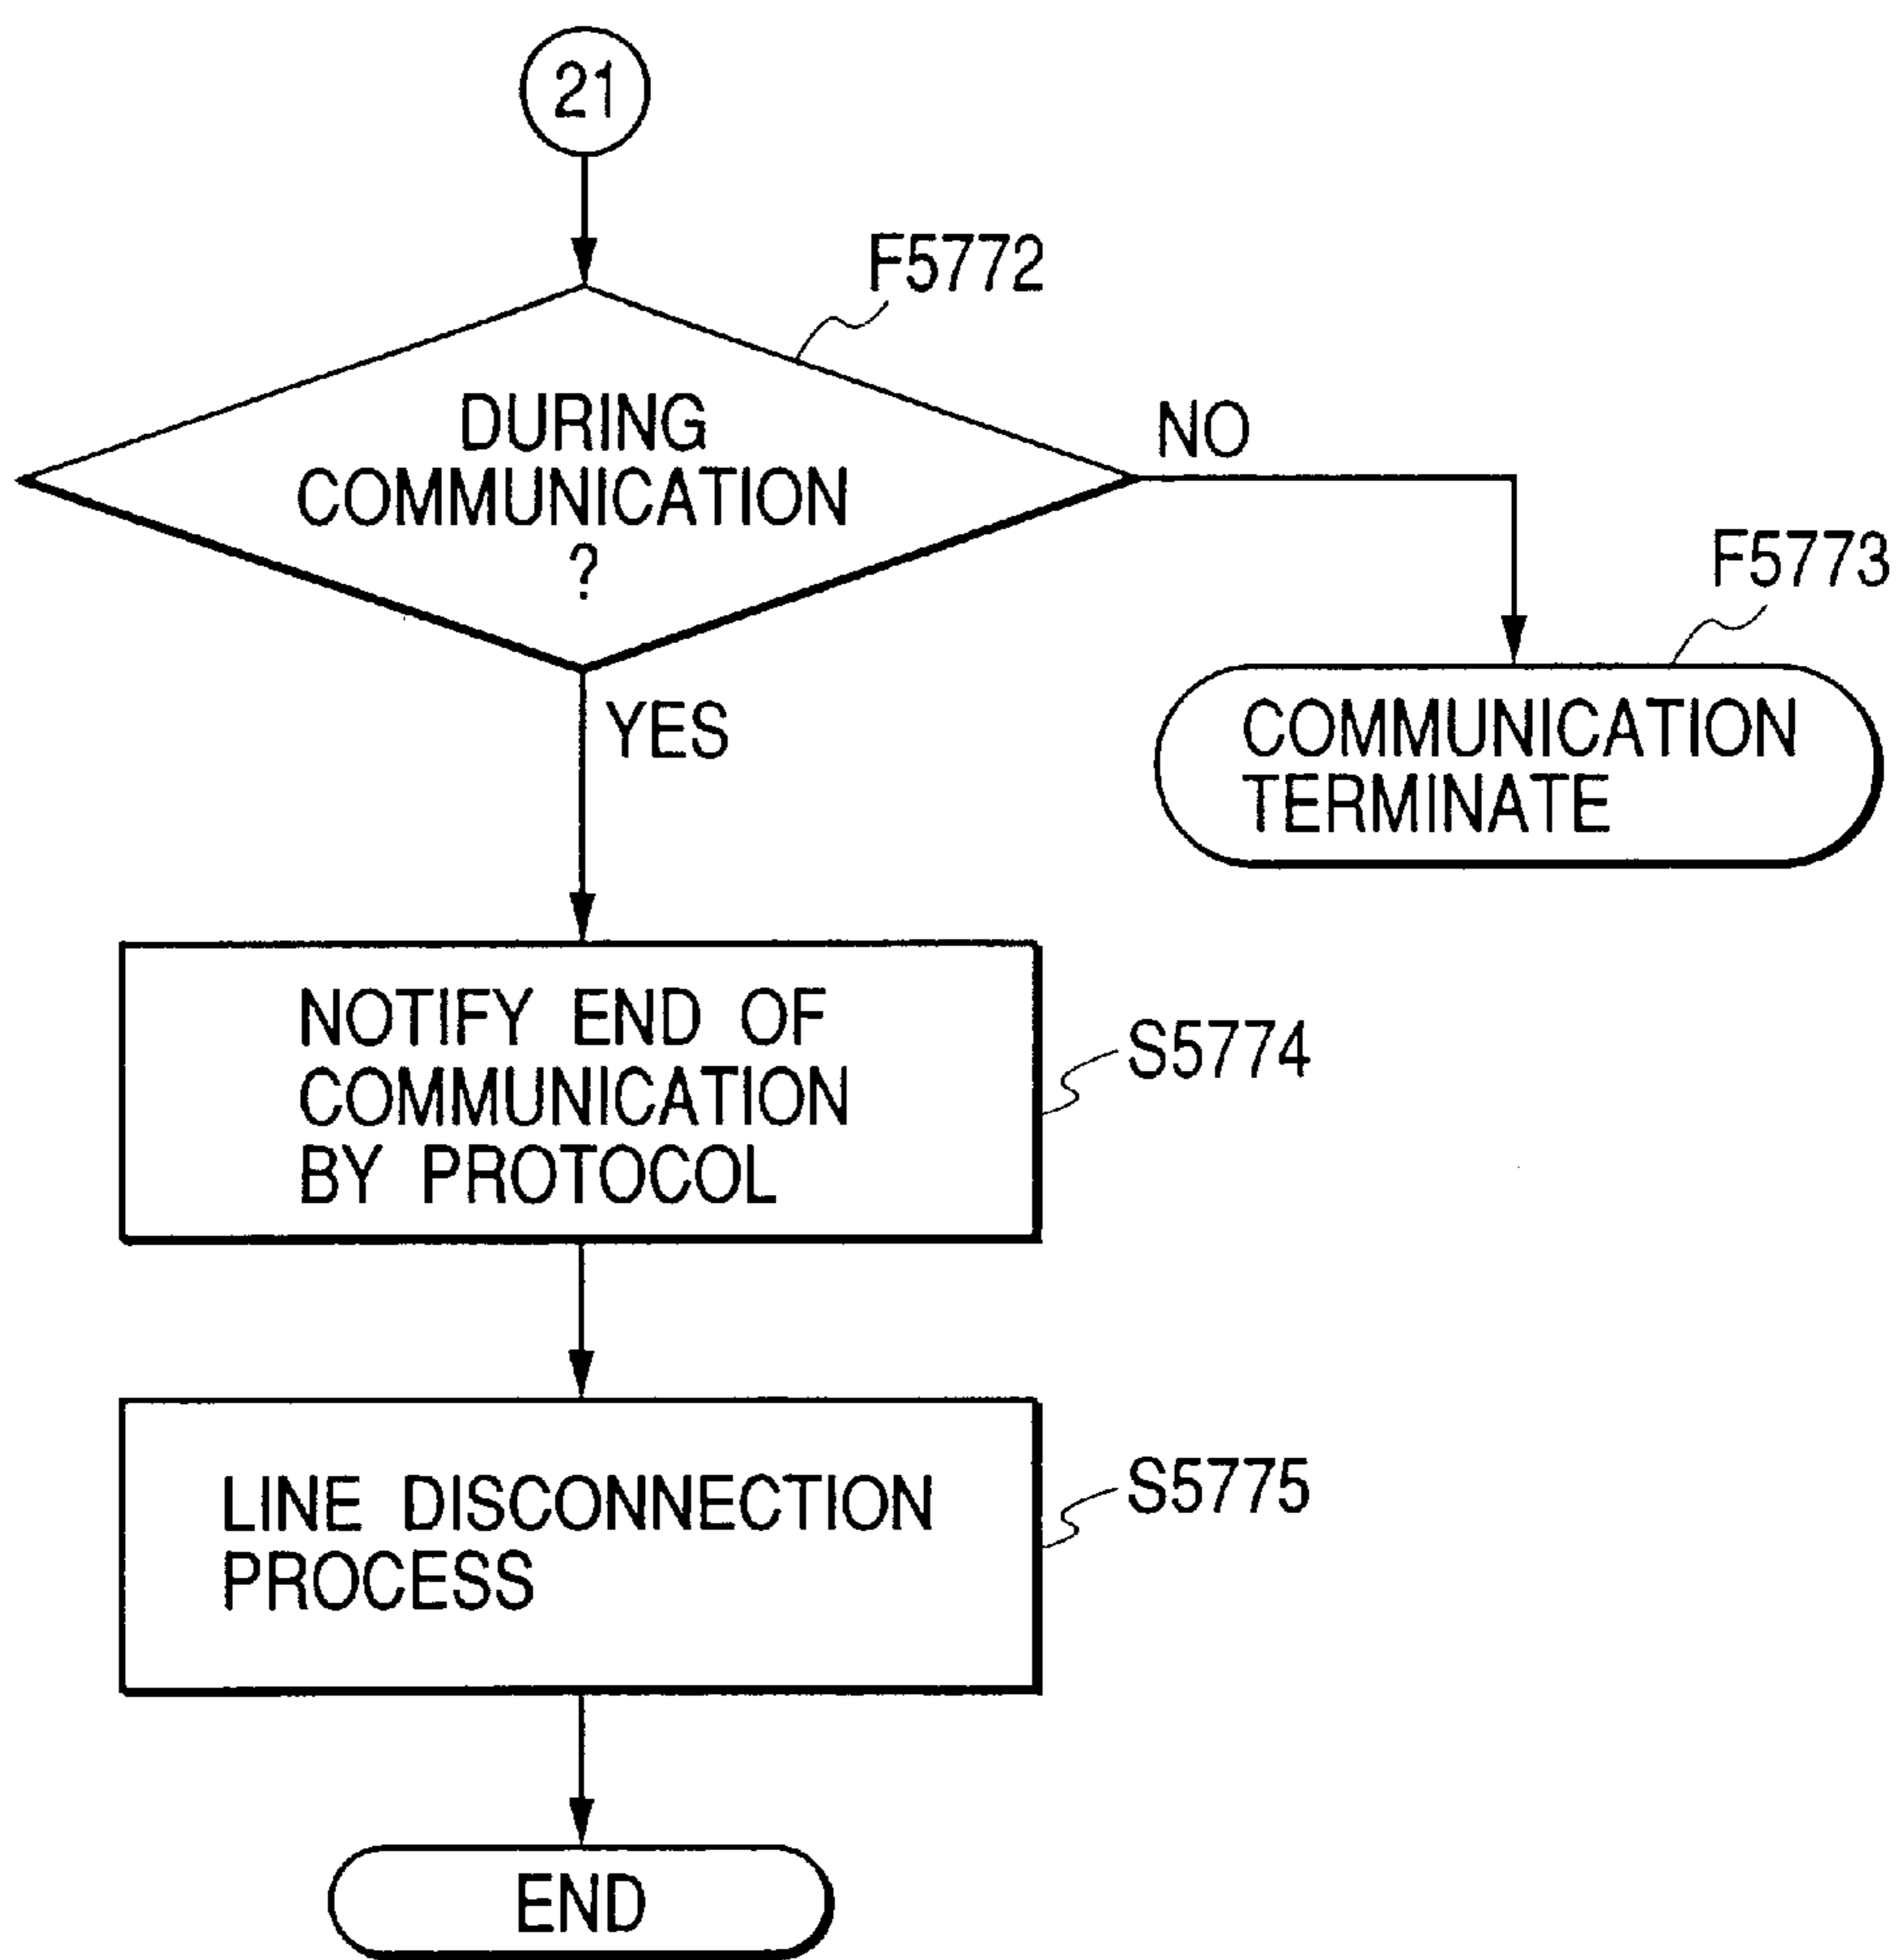 21
F5772
DURING
COMMUNICATION
?
NO
F5773
YES
COMMUNICATION
TERMINATE
NOTIFY END OF
COMMUNICATION
BY PROTOCOL
S5774
LINE DISCONNECTION
PROCESS
S5775
END